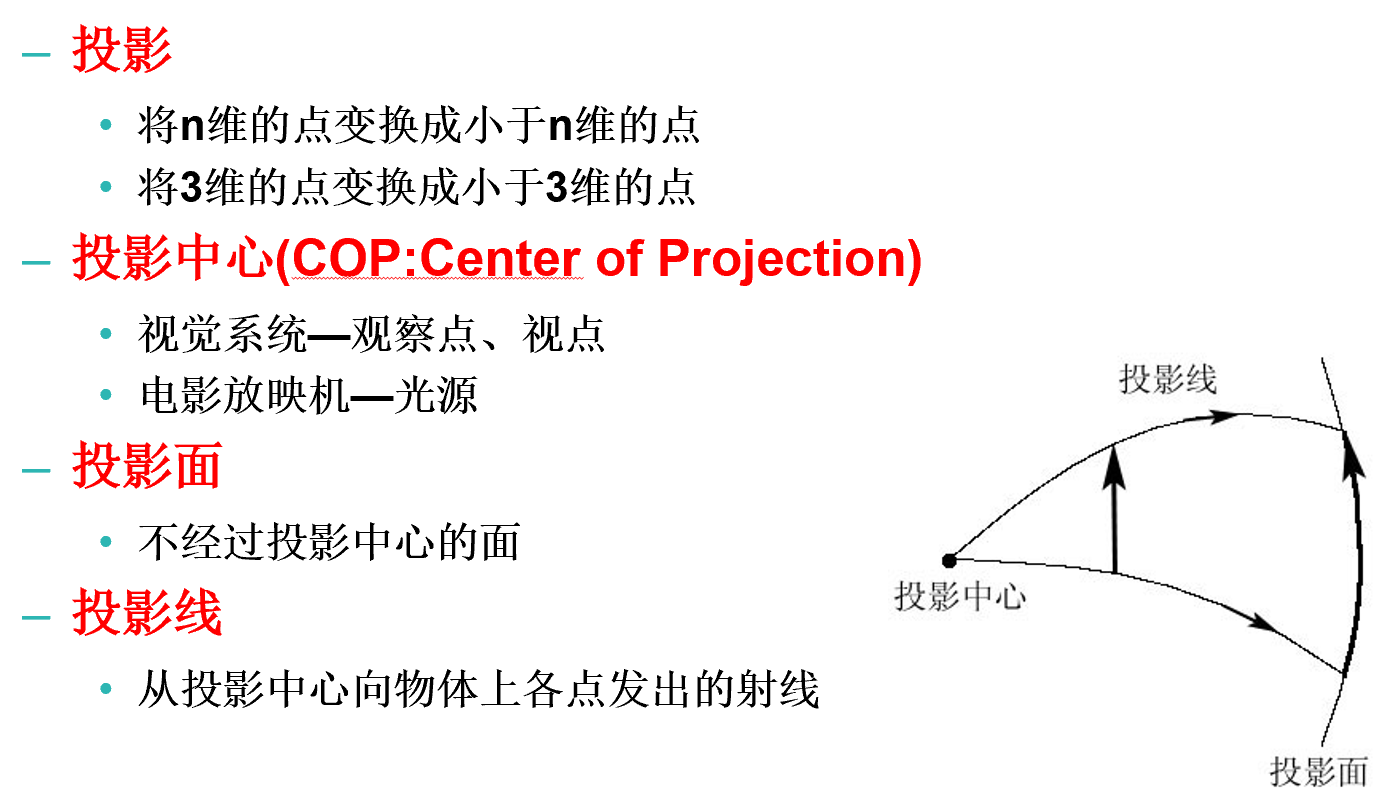 – 投影
• 将n维的点变换成小于n维的点
• 将3维的点变换成小于3维的点
– 投影中心(COP:Center of Projection)
• 视觉系统—观察点、视点
• 电影放映机—光源
– 投影面
• 不经过投影中心的面
– 投影线
• 从投影中心向物体上各点发出的射线
投影线
投影中心
投影面